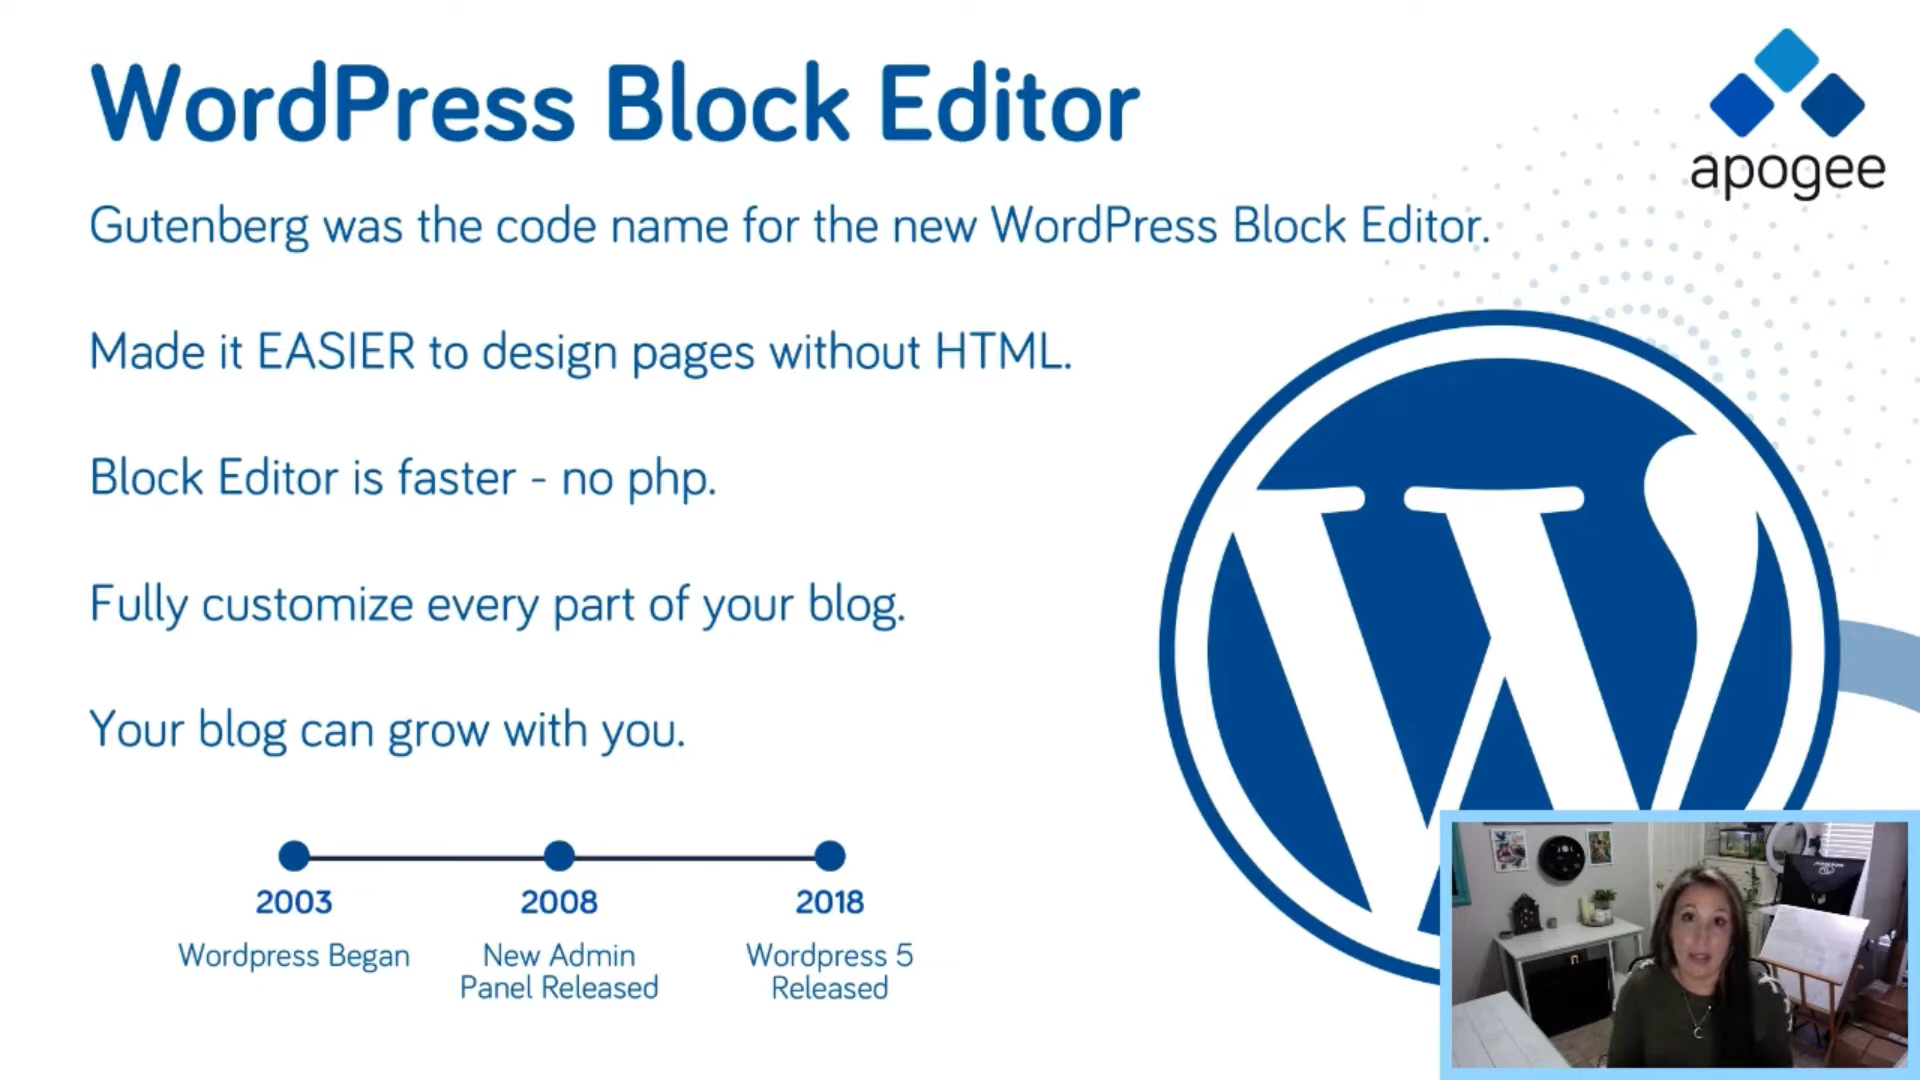 WordPress Block Editor
apogee
Gutenberg was the code name for the new WordPress Block Editor.
Made it EASIER to design pages without HTML.
Block Editor is faster - no php.
Fully customize every part of your blog.
Your blog can grow with you.
2003
Wordpress Began
2008
New Admin
Panel Released
2018
Wordpress 5
Released